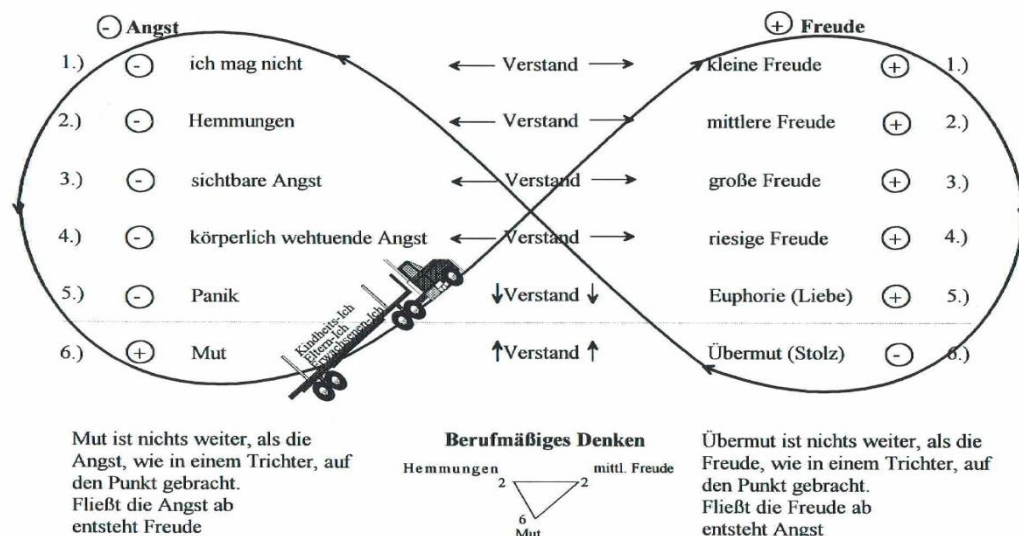 - Angst + Freude
1.) - ich mag nicht ← Verstand → kleine Freude + 1.)
2.) - Hemmungen ← Verstand → mittlere Freude + 2.)
3.) - sichtbare Angst ← Verstand → große Freude + 3.)
4.) - körperlich wehtuende Angst ← Verstand → riesige Freude + 4.)
5.) - Panik ↓ Verstand ↓ Euphorie (Liebe) + 5.)
6.) + Mut ↑ Verstand ↑ Übermut (Stolz) - 6.)
Kindheits-Ich
Eltern-Ich
Erwachsenen-Ich
Mut ist nichts weiter, als die
Angst, wie in einem Trichter, auf
den Punkt gebracht.
Fließt die Angst ab
entsteht Freude
Berufmäßiges Denken
Hemmungen mittl. Freude
2 2
6
Mut
Übermut ist nichts weiter, als die
Freude, wie in einem Trichter, auf
den Punkt gebracht.
Fließt die Freude ab
entsteht Angst